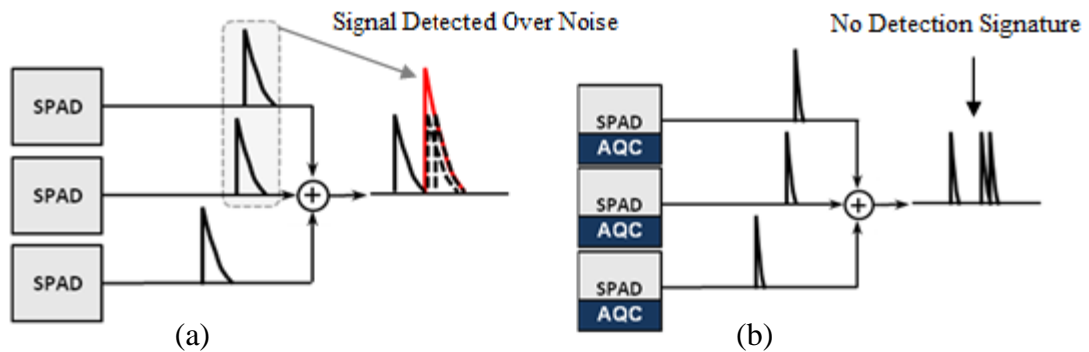 Signal Detected Over Noise
No Detection Signature
SPAD
SPAD
SPAD
SPAD
AQC
SPAD
AQC
SPAD
AQC
(a)
(b)